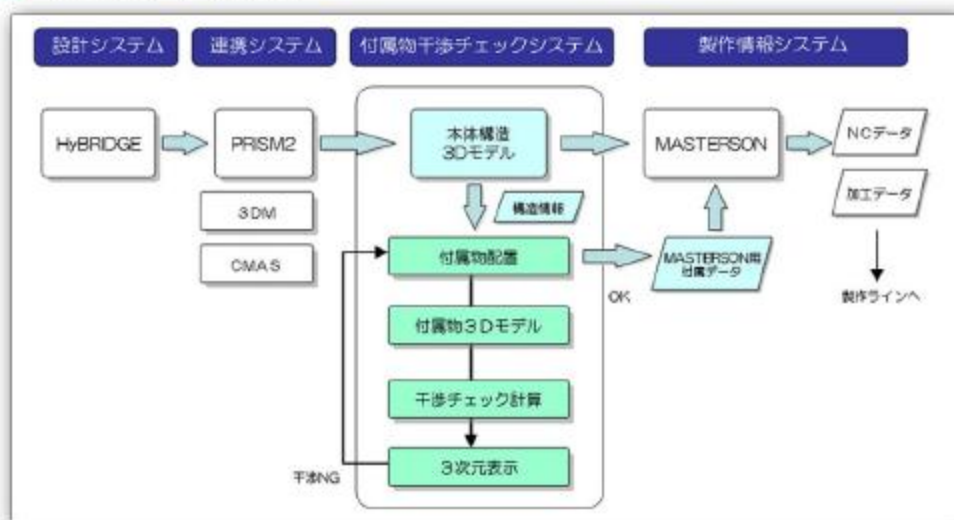 設計システム
連携システム
付属物干渉チェックシステム
製作情報システム
HyBRIDGE
PRISM2
本体構造
3Dモデル
MASTERSON
NCデータ
3DM
構造情報
加工データ
CMAS
付属物配置
MASTERSON用
付属データ
OK
製作ラインへ
付属物3Dモデル
干渉チェック計算
3次元表示
干渉NG